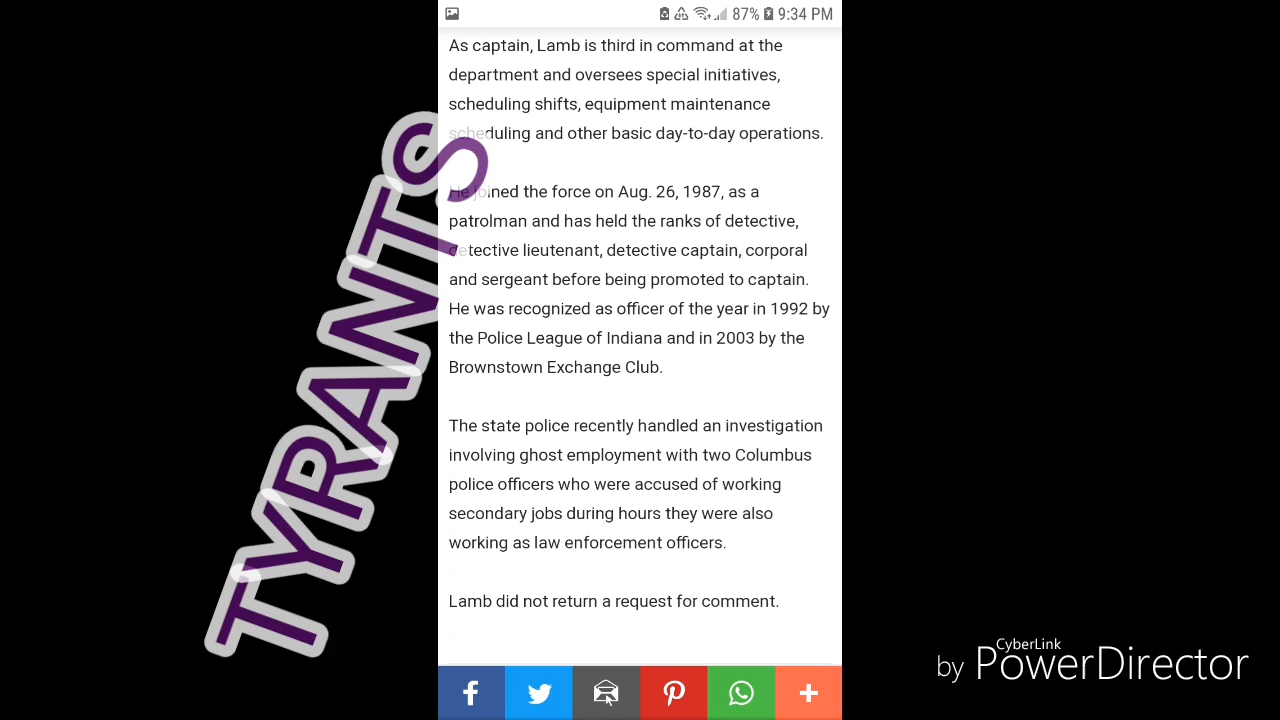 87% 9:34 PM
As captain, Lamb is third in command at the
department and oversees special initiatives,
scheduling shifts, equipment maintenance
scheduling and other basic day-to-day operations.
He joined the force on Aug. 26, 1987, as a
patrolman and has held the ranks of detective,
detective lieutenant, detective captain, corporal
and sergeant before being promoted to captain.
He was recognized as officer of the year in 1992 by
the Police League of Indiana and in 2003 by the
Brownstown Exchange Club.
The state police recently handled an investigation
involving ghost employment with two Columbus
police officers who were accused of working
secondary jobs during hours they were also
working as law enforcement officers.
Lamb did not return a request for comment.
TYRANTS
CyberLink
by PowerDirector